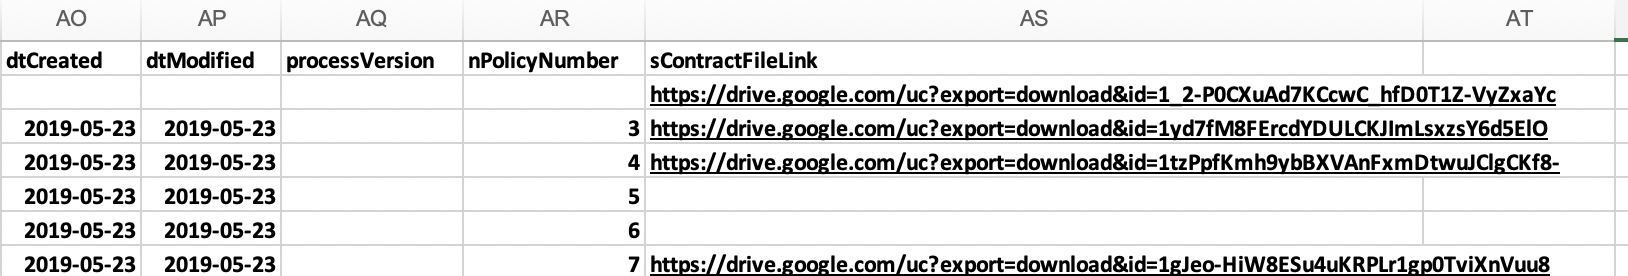 AO AP AQ AR AS AT
dtCreated dtModified processVersion nPolicyNumber sContractFileLink
https://drive.google.com/uc?export=download&id=1_2-P0CXuAd7KCcwC_hfD0T1Z-VyZxaYc
2019-05-23 2019-05-23 3 https://drive.google.com/uc?export=download&id=1yd7fM8FErcdYDULCKJImLsxzsY6d5ElO
2019-05-23 2019-05-23 4 https://drive.google.com/uc?export=download&id=1tzPpfKmh9ybBXVAnFxmDtwuJClgCKf8-
2019-05-23 2019-05-23 5
2019-05-23 2019-05-23 6
2019-05-23 2019-05-23 7 https://drive.google.com/uc?export=download&id=1gJeo-HiW8ESu4uKRPLr1gp0TviXnVuu8